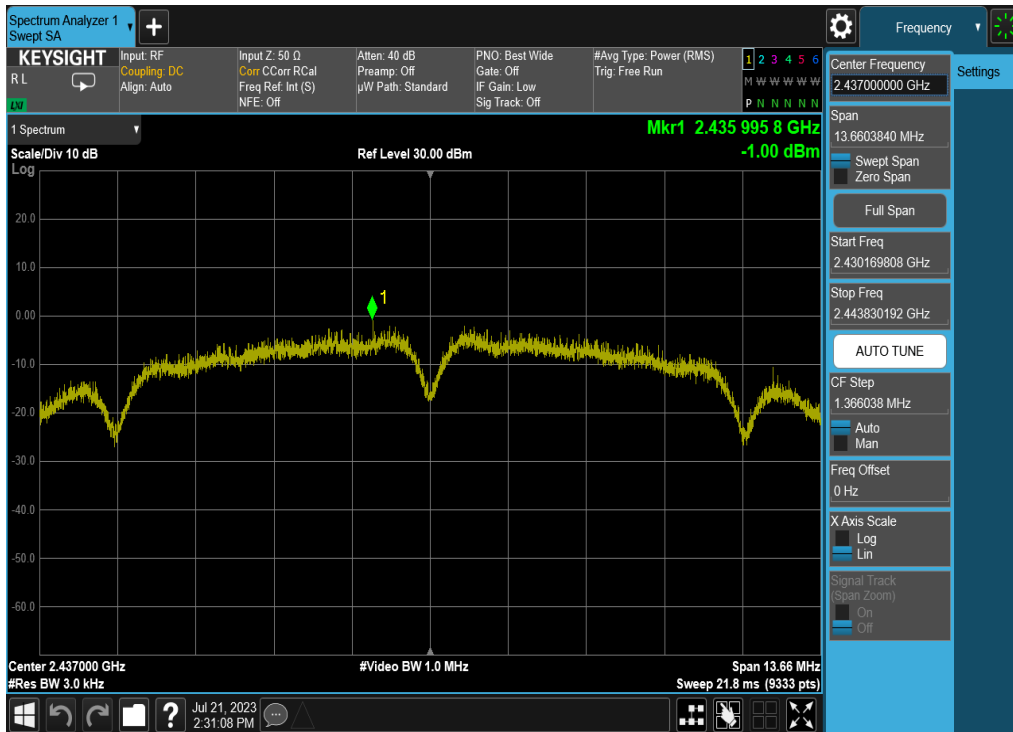 Spectrum Analyzer 1
Swept SA
+
Frequency
KEYSIGHT
R L
LXI
Input: RF
Coupling: DC
Align: Auto
Input Z: 50 Ω
Corr CCorr RCal
Freq Ref: Int (S)
NFE: Off
Atten: 40 dB
Preamp: Off
µW Path: Standard
PNO: Best Wide
Gate: Off
IF Gain: Low
Sig Track: Off
#Avg Type: Power (RMS)
Trig: Free Run
1 2 3 4 5 6
M W W W W W
P N N N N N
1 Spectrum
Scale/Div 10 dB
Log
Ref Level 30.00 dBm
Mkr1 2.435 995 8 GHz
-1.00 dBm
20.0
10.0
0.00
-10.0
-20.0
-30.0
-40.0
-50.0
-60.0
1
Center 2.437000 GHz
#Res BW 3.0 kHz
#Video BW 1.0 MHz
Span 13.66 MHz
Sweep 21.8 ms (9333 pts)
Center Frequency
2.437000000 GHz
Settings
Span
13.6603840 MHz
Swept Span
Zero Span
Full Span
Start Freq
2.430169808 GHz
Stop Freq
2.443830192 GHz
AUTO TUNE
CF Step
1.366038 MHz
Auto
Man
Freq Offset
0 Hz
X Axis Scale
Log
Lin
Signal Track
(Span Zoom)
On
Off
?
Jul 21, 2023
2:31:08 PM